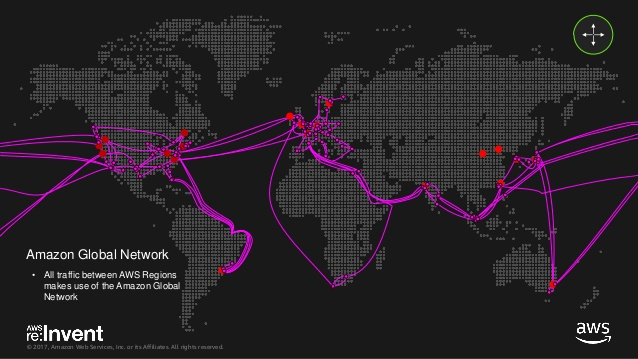 Amazon Global Network
• All traffic between AWS Regions
makes use of the Amazon Global
Network
AWS
re:Invent
© 2017, Amazon Web Services, Inc. or its Affiliates. All rights reserved.
aws